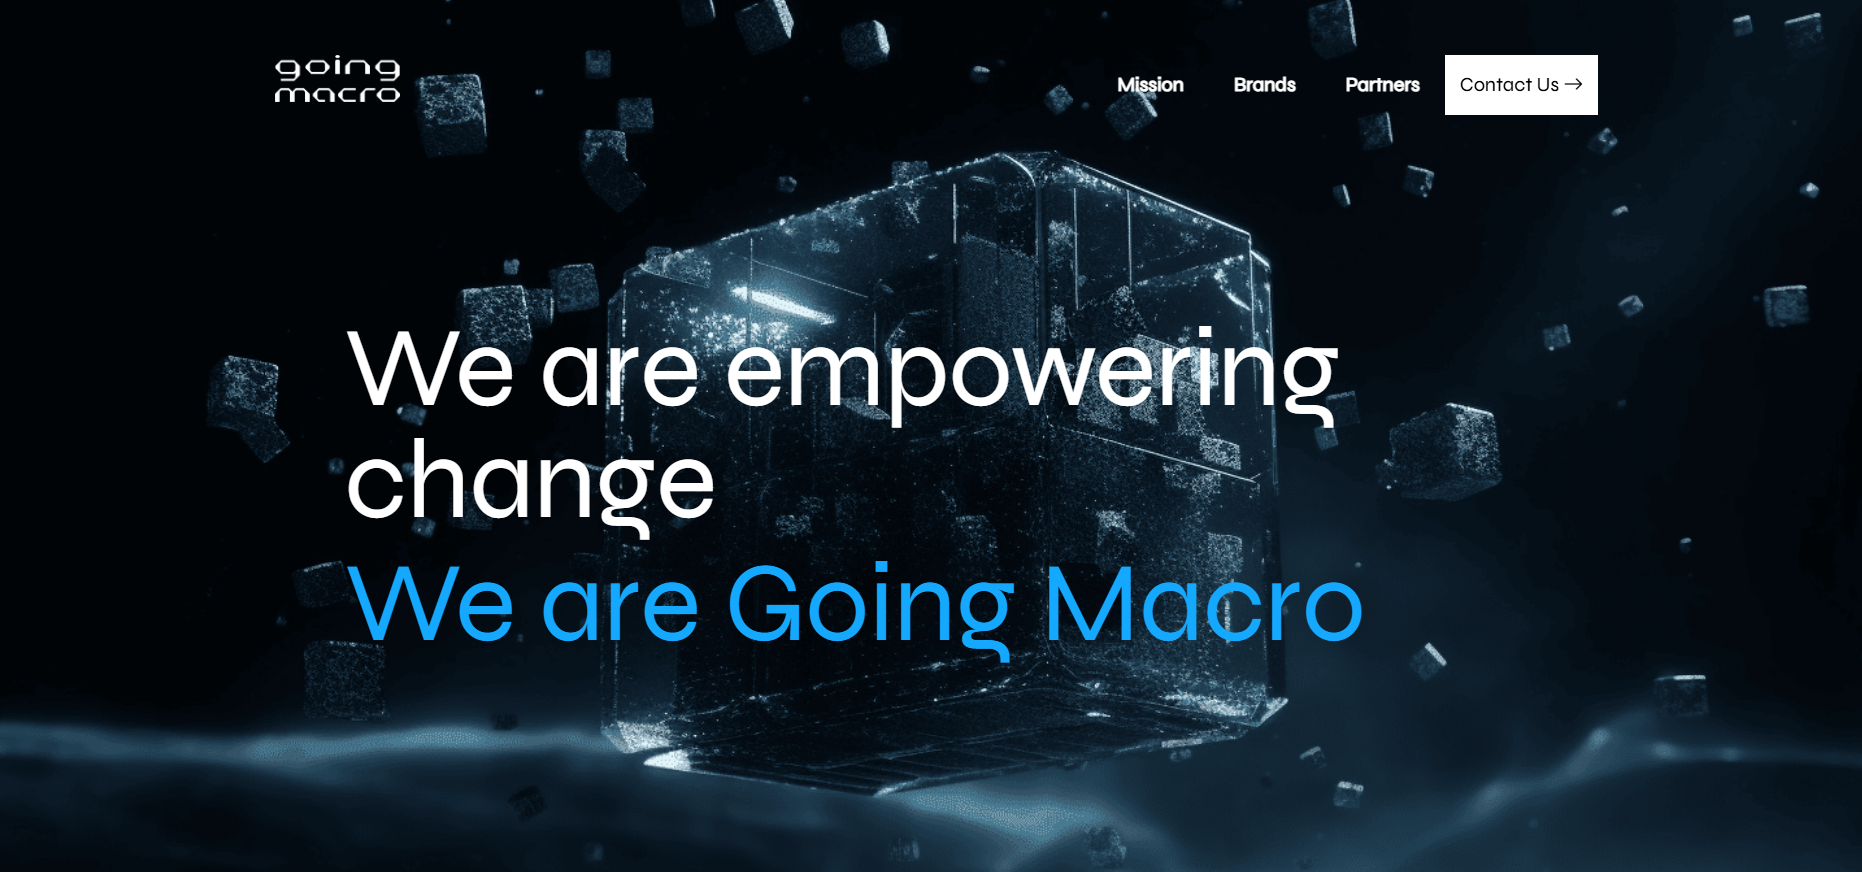 going
macro
Mission
Brands
Partners
Contact Us →
We are empowering
change
We are Going Macro